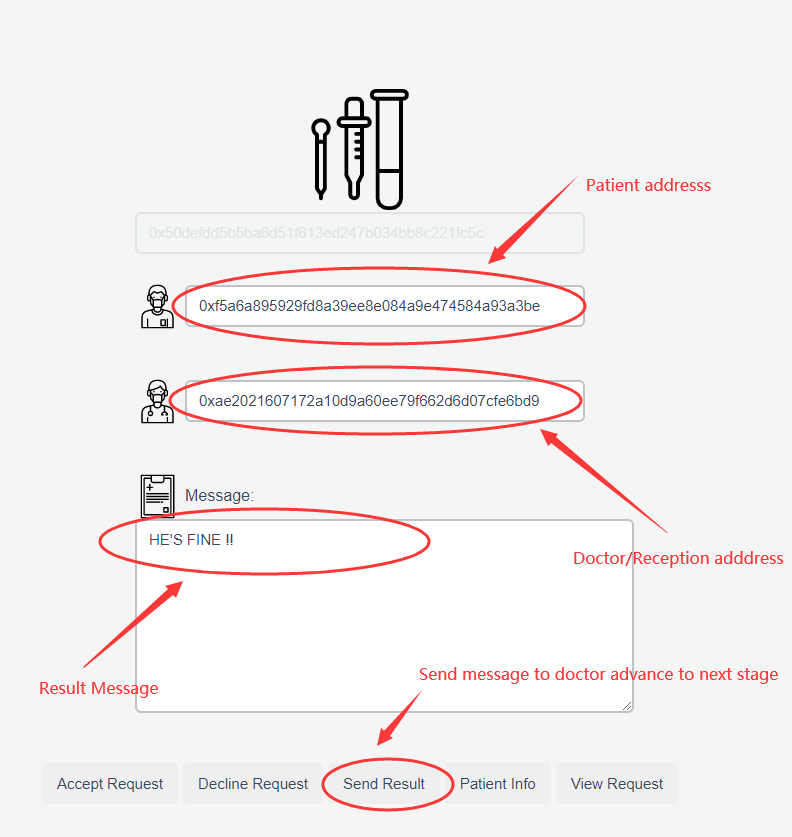 Patient addresss
0x50defdd5b5ba6d51f613ed247b034bb8c221fc5c
0xf5a6a895929fd8a39ee8e084a9e474584a93a3be
0xae2021607172a10d9a60ee79f662d6d07cfe6bd9
Message:
HE'S FINE !!
Doctor/Reception adddress
Result Message
Send message to doctor advance to next stage
Accept Request
Decline Request
Send Result
Patient Info
View Request